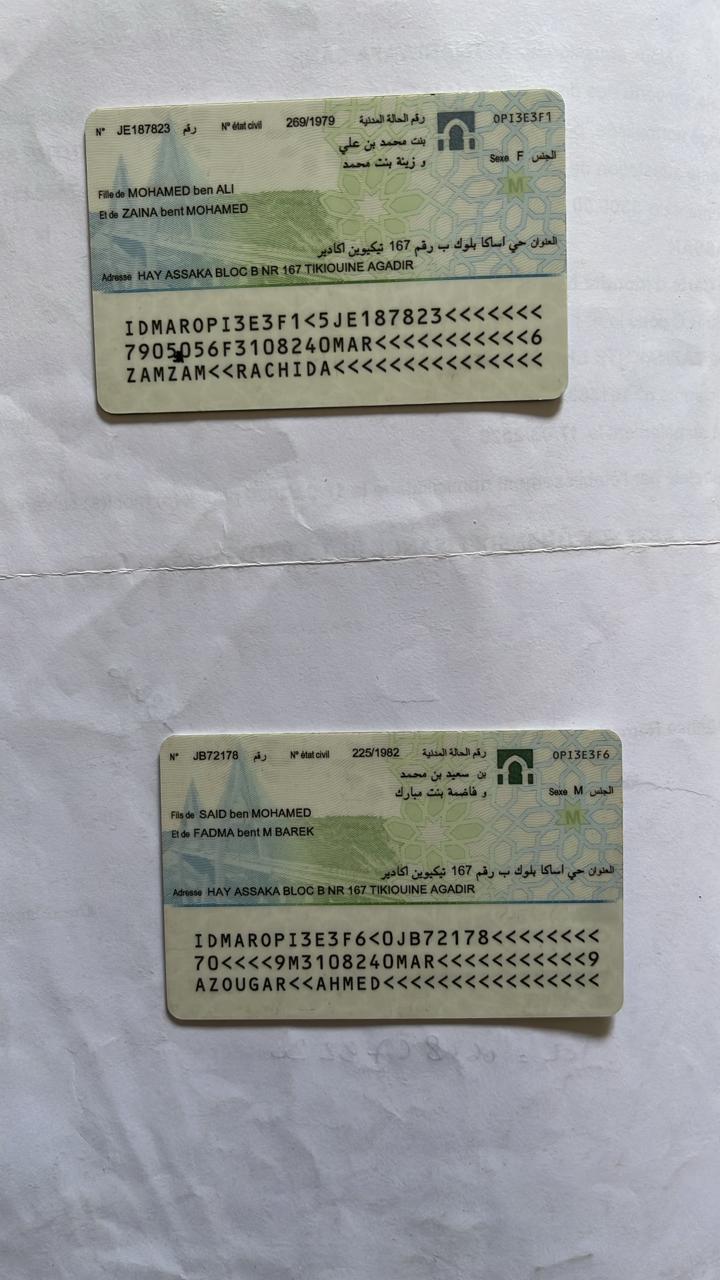 N° JE187823 رقم N° état civil 269/1979 رقم الحالة المدنية 0PI3E3F1
بنت محمد بن علي
و زينة بنت محمد
Sexe F الجنس
M
Fille de MOHAMED ben ALI
Et de ZAINA bent MOHAMED
العنوان حي اساكا بلوك ب رقم 167 تيكيوين اكادير
Adresse HAY ASSAKA BLOC B NR 167 TIKIOUINE AGADIR
IDMAROPI3E3F1<5JE187823<<<<<<<
7905056F3108240MAR<<<<<<<<<<<6
ZAMZAM<<RACHIDA<<<<<<<<<<<<<<<
N° JB72178 رقم N° état civil 225/1982 رقم الحالة المدنية 0PI3E3F6
بن سعيد بن محمد
و فاضمة بنت مبارك
Sexe M الجنس
M
Fils de SAID ben MOHAMED
Et de FADMA bent M BAREK
العنوان حي اساكا بلوك ب رقم 167 تيكيوين اكادير
Adresse HAY ASSAKA BLOC B NR 167 TIKIOUINE AGADIR
IDMAROPI3E3F6<0JB72178<<<<<<<<
70<<<<9M3108240MAR<<<<<<<<<<<9
AZOUGAR<<AHMED<<<<<<<<<<<<<<<<